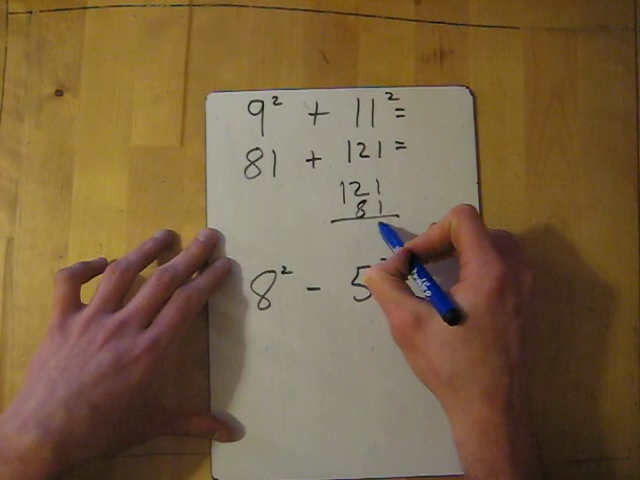 9² + 11² =
81 + 121 =
121
81
8² - 5